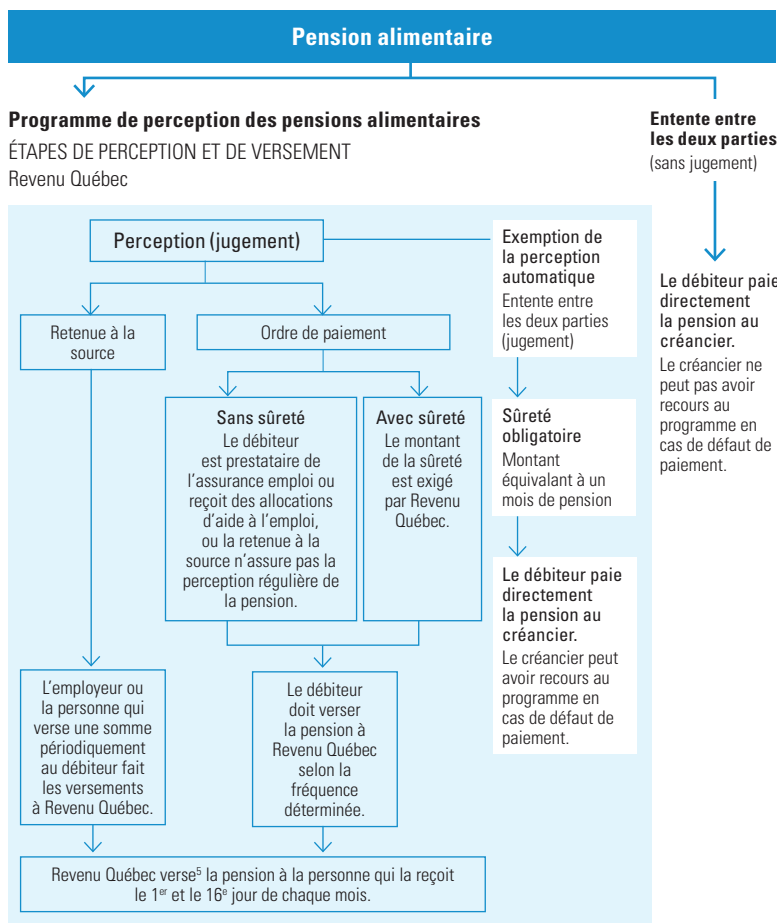 Pension alimentaire
Programme de perception des pensions alimentaires
ÉTAPES DE PERCEPTION ET DE VERSEMENT
Revenu Québec
Entente entre
les deux parties
(sans jugement)
Perception (jugement)
Exemption de
la perception
automatique
Entente entre
les deux parties
(jugement)
Le débiteur paie
directement
la pension au
créancier.
Le créancier ne
peut pas avoir
recours au
programme en
cas de défaut de
paiement.
Retenue à la
source
Ordre de paiement
Sans sûreté
Le débiteur
est prestataire de
l'assurance emploi ou
reçoit des allocations
d'aide à l'emploi,
ou la retenue à la
source n'assure pas la
perception régulière de
la pension.
Avec sûreté
Le montant
de la sûreté
est exigé
par Revenu
Québec.
Sûreté
obligatoire
Montant
équivalant à un
mois de pension
Le débiteur paie
directement
la pension au
créancier.
Le créancier peut
avoir recours au
programme en
cas de défaut de
paiement.
L'employeur ou
la personne qui
verse une somme
périodiquement
au débiteur fait
les versements
à Revenu Québec.
Le débiteur
doit verser
la pension à
Revenu Québec
selon la
fréquence
déterminée.
Revenu Québec verse⁵ la pension à la personne qui la reçoit
le 1er et le 16e jour de chaque mois.